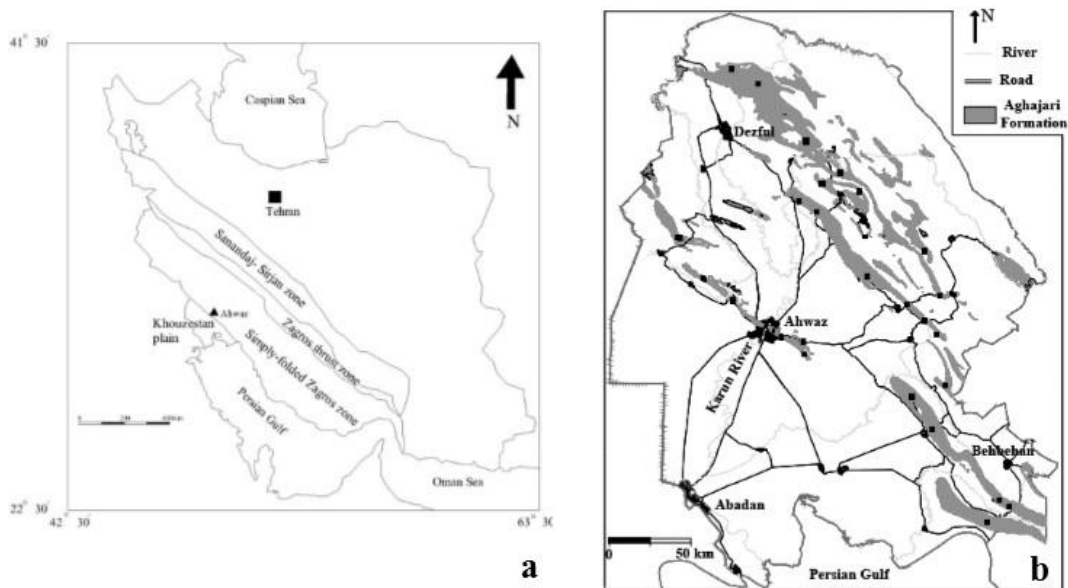 41° 30'
Caspian Sea
N
Tehran
Sanandaj- Sirjan zone
Zagros thrust zone
Simply-folded Zagros zone
Ahwaz
Khouzestan
plain
Persian Gulf
Oman Sea
22° 30'
42° 30'
a
N
River
Road
Aghajari
Formation
Dezful
Ahwaz
Karun River
Behbehan
Abadan
0
50 km
Persian Gulf
b